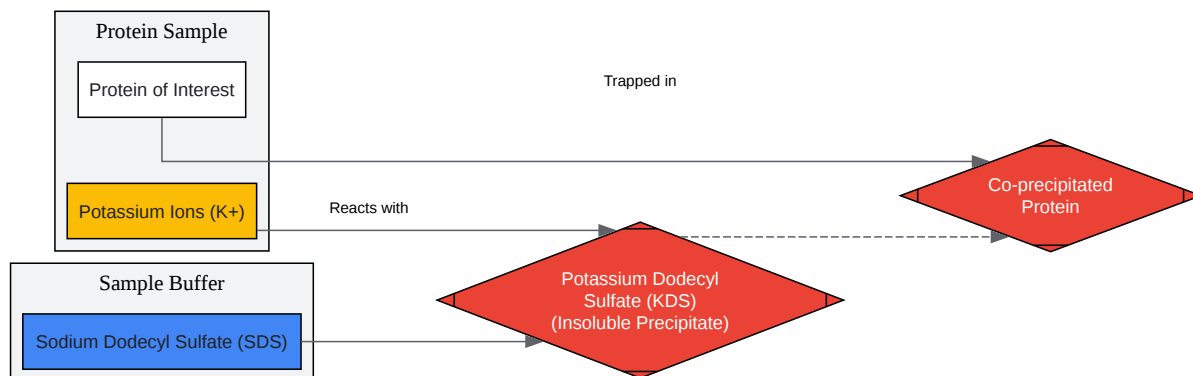 Protein Sample
Protein of Interest
Trapped in
Co-precipitated
Protein
Potassium Ions (K+)
Reacts with
Sample Buffer
Sodium Dodecyl Sulfate (SDS)
Potassium Dodecyl
Sulfate (KDS)
(Insoluble Precipitate)